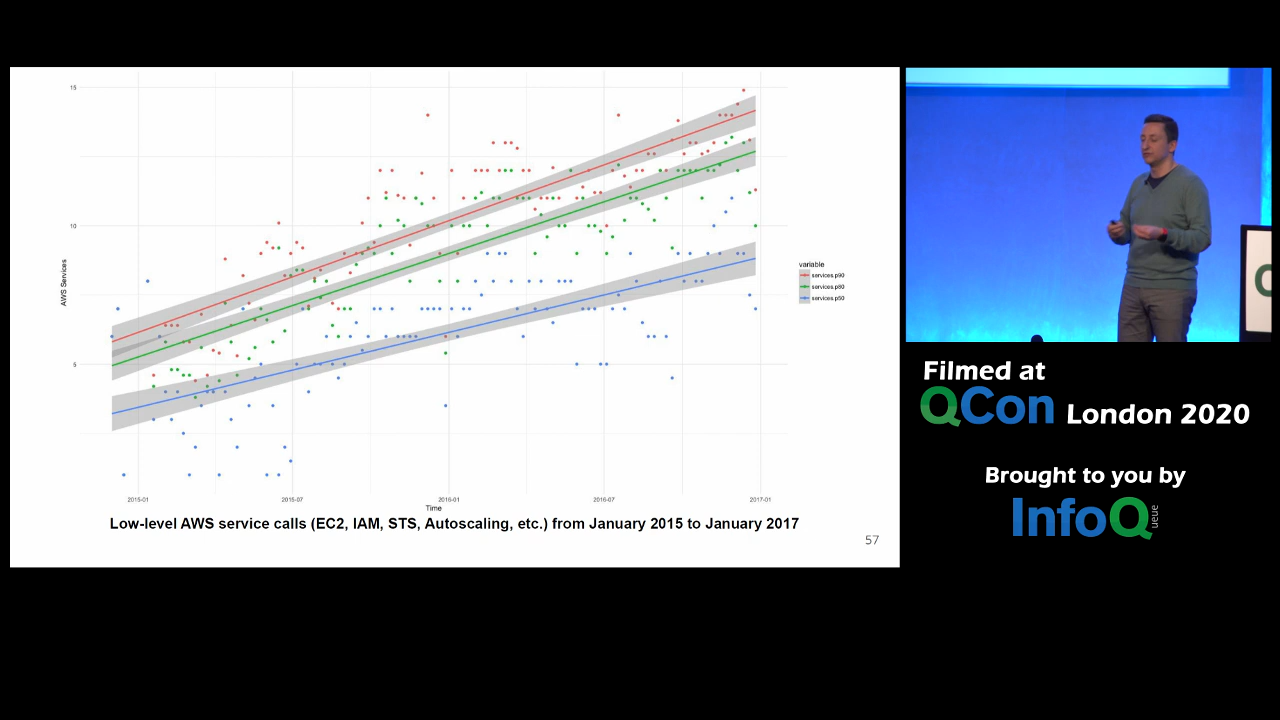 15
10
5
AWS Services
2015-01
2015-07
2016-01
2016-07
2017-01
Time
variable
services.p90
services.p80
services.p50
Low-level AWS service calls (EC2, IAM, STS, Autoscaling, etc.) from January 2015 to January 2017
57
Filmed at
QCon London 2020
Brought to you by
InfoQueue